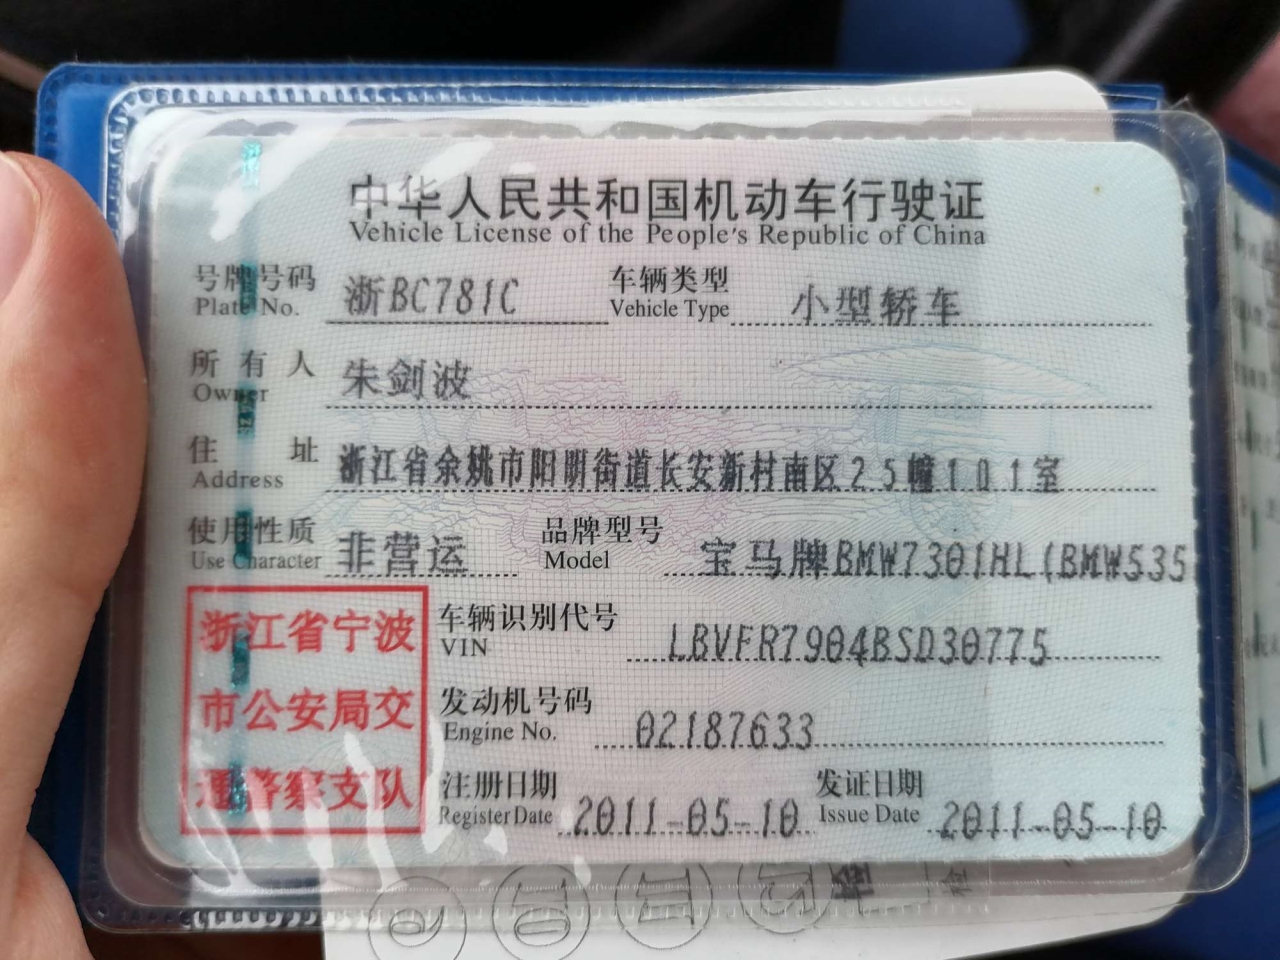 中华人民共和国机动车行驶证
Vehicle License of the People's Republic of China
号牌号码 浙BC781C 车辆类型 小型轿车
Plate No. Vehicle Type
所有人 朱剑波
Owner
住址 浙江省余姚市阳明街道长安新村南区25幢101室
Address
使用性质 非营运 品牌型号 宝马牌BMW7301HL(BMW535
Use Character Model
浙江省宁波
市公安局交
通警察支队
车辆识别代号 LBVFR7904BSD30775
VIN
发动机号码 02187633
Engine No.
注册日期 2011-05-10 发证日期 2011-05-10
Register Date Issue Date